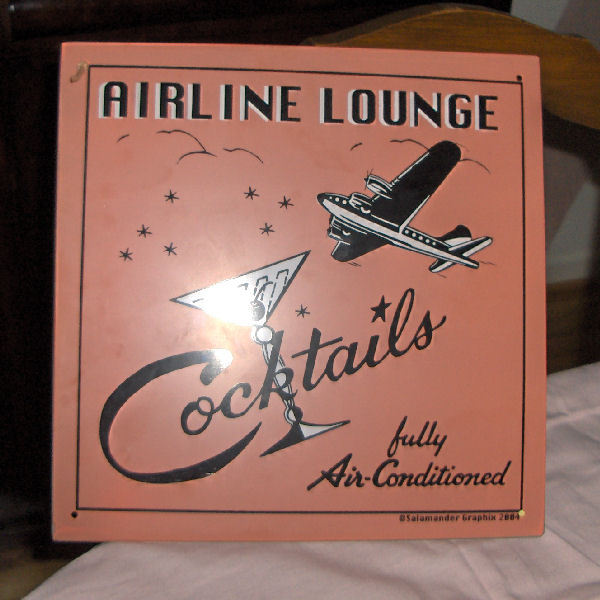 AIRLINE LOUNGE
Cocktails
fully
Air-Conditioned
©Salamander Graphix 2004